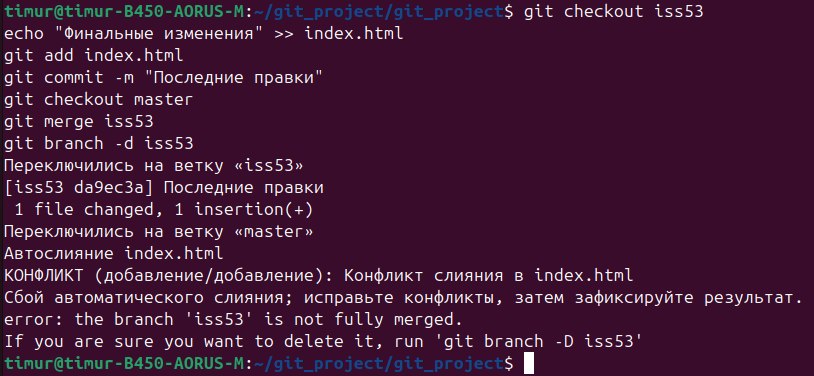 timur@timur-B450-AORUS-M:~/git_project/git_project$ git checkout iss53
echo "Финальные изменения" >> index.html
git add index.html
git commit -m "Последние правки"
git checkout master
git merge iss53
git branch -d iss53
Переключились на ветку «iss53»
[iss53 da9ec3a] Последние правки
 1 file changed, 1 insertion(+)
Переключились на ветку «master»
Автослияние index.html
КОНФЛИКТ (добавление/добавление): Конфликт слияния в index.html
Сбой автоматического слияния; исправьте конфликты, затем зафиксируйте результат.
error: the branch 'iss53' is not fully merged.
If you are sure you want to delete it, run 'git branch -D iss53'
timur@timur-B450-AORUS-M:~/git_project/git_project$